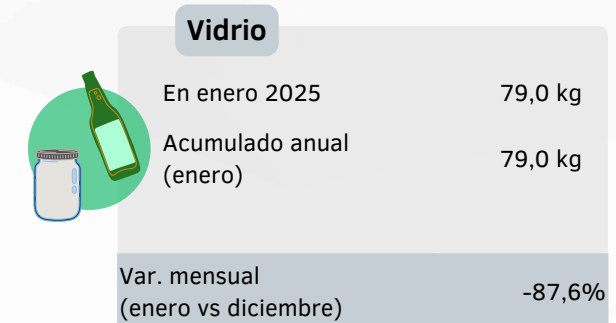 Vidrio
En enero 2025 79,0 kg
Acumulado anual
(enero) 79,0 kg
Var. mensual
(enero vs diciembre) -87,6%